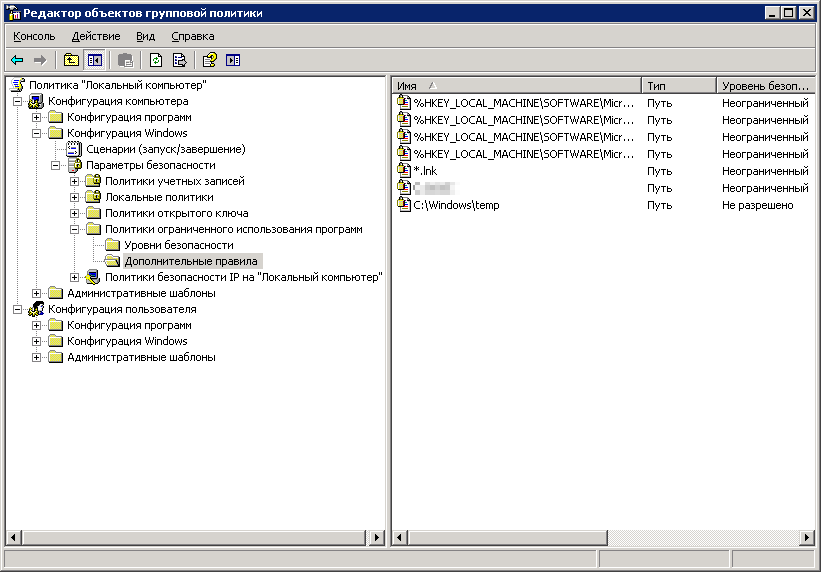 Редактор объектов групповой политики
Консоль Действие Вид Справка
Политика "Локальный компьютер"
Конфигурация компьютера
Конфигурация программ
Конфигурация Windows
Сценарии (запуск/завершение)
Параметры безопасности
Политики учетных записей
Локальные политики
Политики открытого ключа
Политики ограниченного использования программ
Уровни безопасности
Дополнительные правила
Политики безопасности IP на "Локальный компьютер"
Административные шаблоны
Конфигурация пользователя
Конфигурация программ
Конфигурация Windows
Административные шаблоны
Имя Тип Уровень безоп...
%HKEY_LOCAL_MACHINE\SOFTWARE\Micr... Путь Неограниченный
%HKEY_LOCAL_MACHINE\SOFTWARE\Micr... Путь Неограниченный
%HKEY_LOCAL_MACHINE\SOFTWARE\Micr... Путь Неограниченный
%HKEY_LOCAL_MACHINE\SOFTWARE\Micr... Путь Неограниченный
*.lnk Путь Неограниченный
Путь Неограниченный
C:\Windows\temp Путь Не разрешено